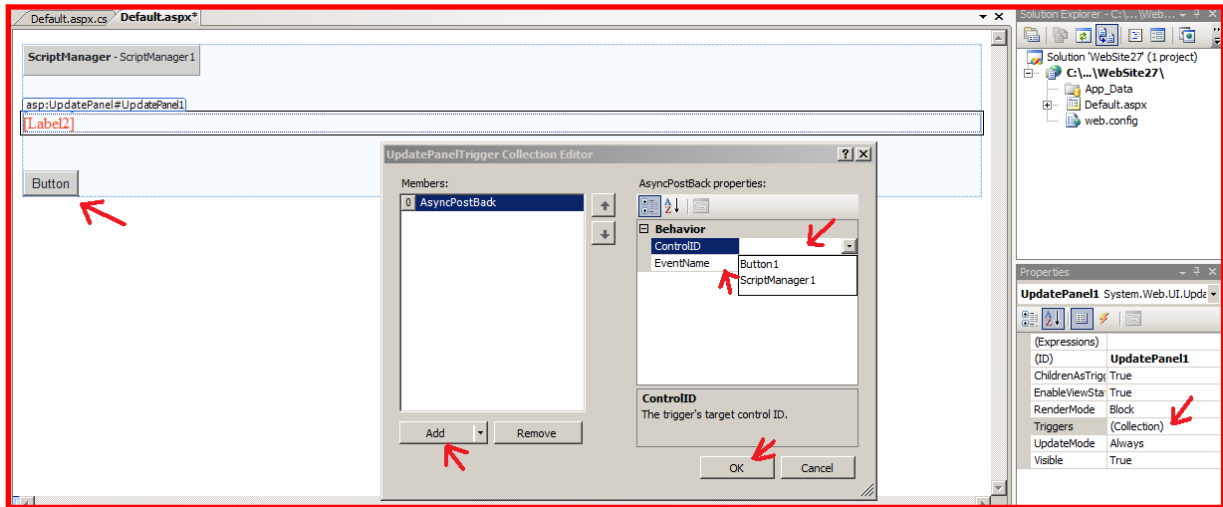 Default.aspx.cs Default.aspx*
ScriptManager - ScriptManager1
asp:UpdatePanel#UpdatePanel1
[Label2]
Button
UpdatePanelTrigger Collection Editor
Members:
0 AsyncPostBack
Add
Remove
AsyncPostBack properties:
Behavior
ControlID
EventName
Button1
ScriptManager1
ControlID
The trigger's target control ID.
OK
Cancel
Solution Explorer - C:\...\Web...
Solution 'WebSite27' (1 project)
C:\...\WebSite27\
App_Data
Default.aspx
web.config
Properties
UpdatePanel1 System.Web.UI.Upda
(Expressions)
(ID) UpdatePanel1
ChildrenAsTrigg True
EnableViewSta True
RenderMode Block
Triggers (Collection)
UpdateMode Always
Visible True